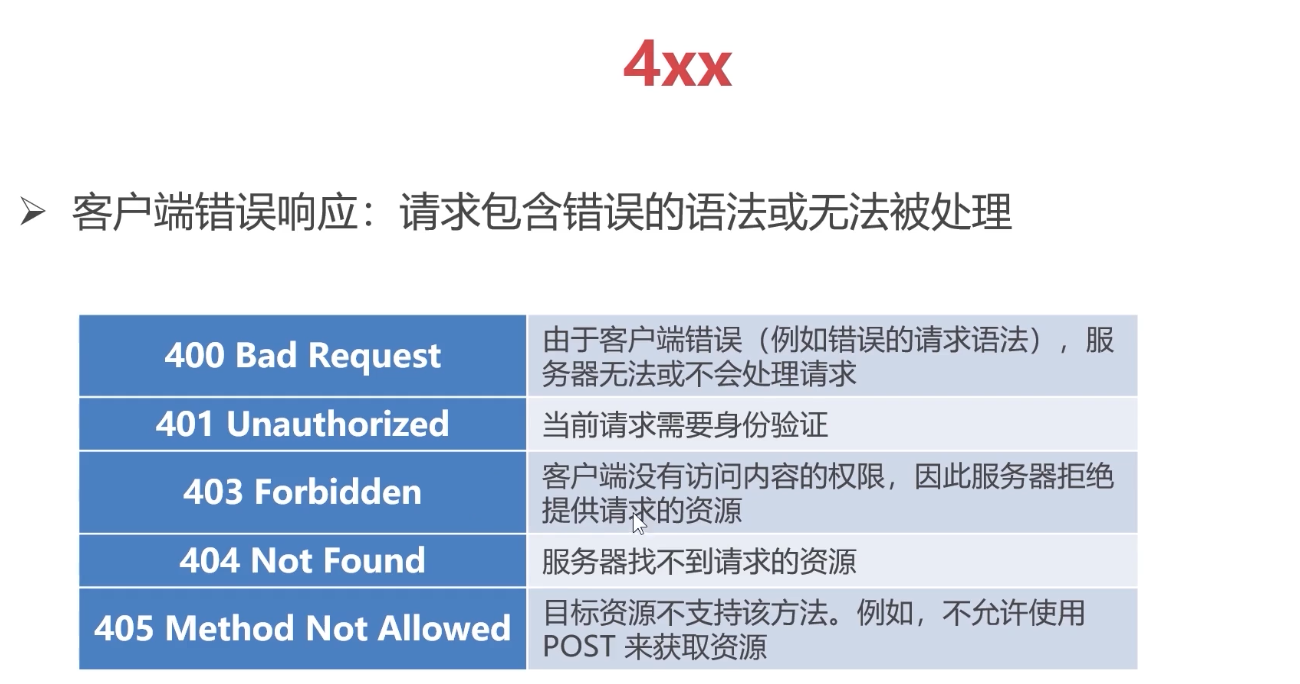 4xx
➢ 客户端错误响应：请求包含错误的语法或无法被处理
400 Bad Request
由于客户端错误（例如错误的请求语法），服
务器无法或不会处理请求
401 Unauthorized
当前请求需要身份验证
403 Forbidden
客户端没有访问内容的权限，因此服务器拒绝
提供请求的资源
404 Not Found
服务器找不到请求的资源
405 Method Not Allowed
目标资源不支持该方法。例如，不允许使用
POST 来获取资源